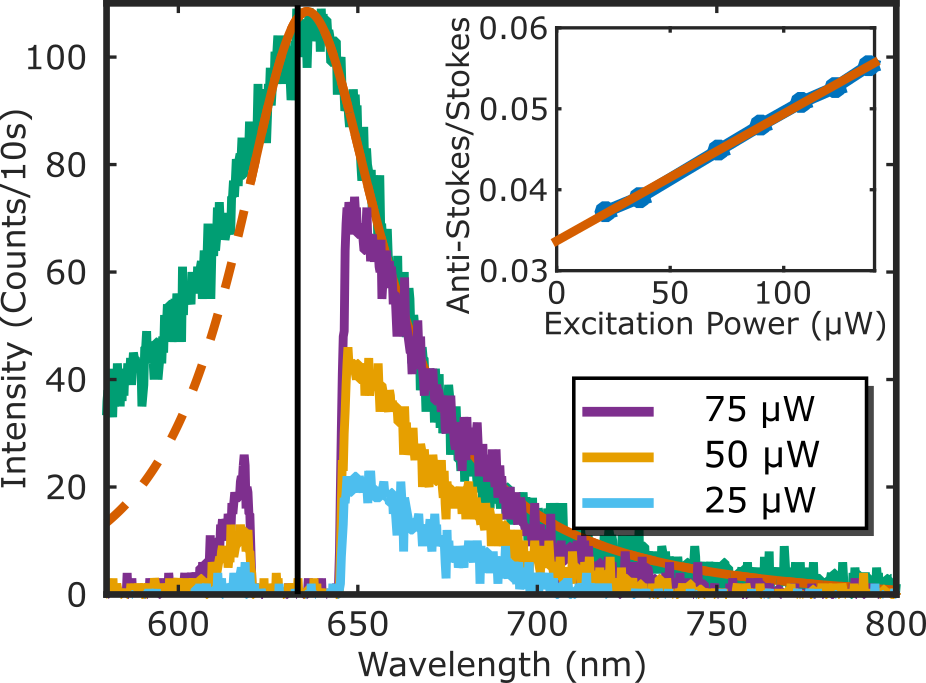 Intensity (Counts/10s)
100
80
60
40
20
0
600
650
700
750
800
Wavelength (nm)
Anti-Stokes/Stokes
0.06
0.05
0.04
0.03
0
50
100
Excitation Power (µW)
75 µW
50 µW
25 µW